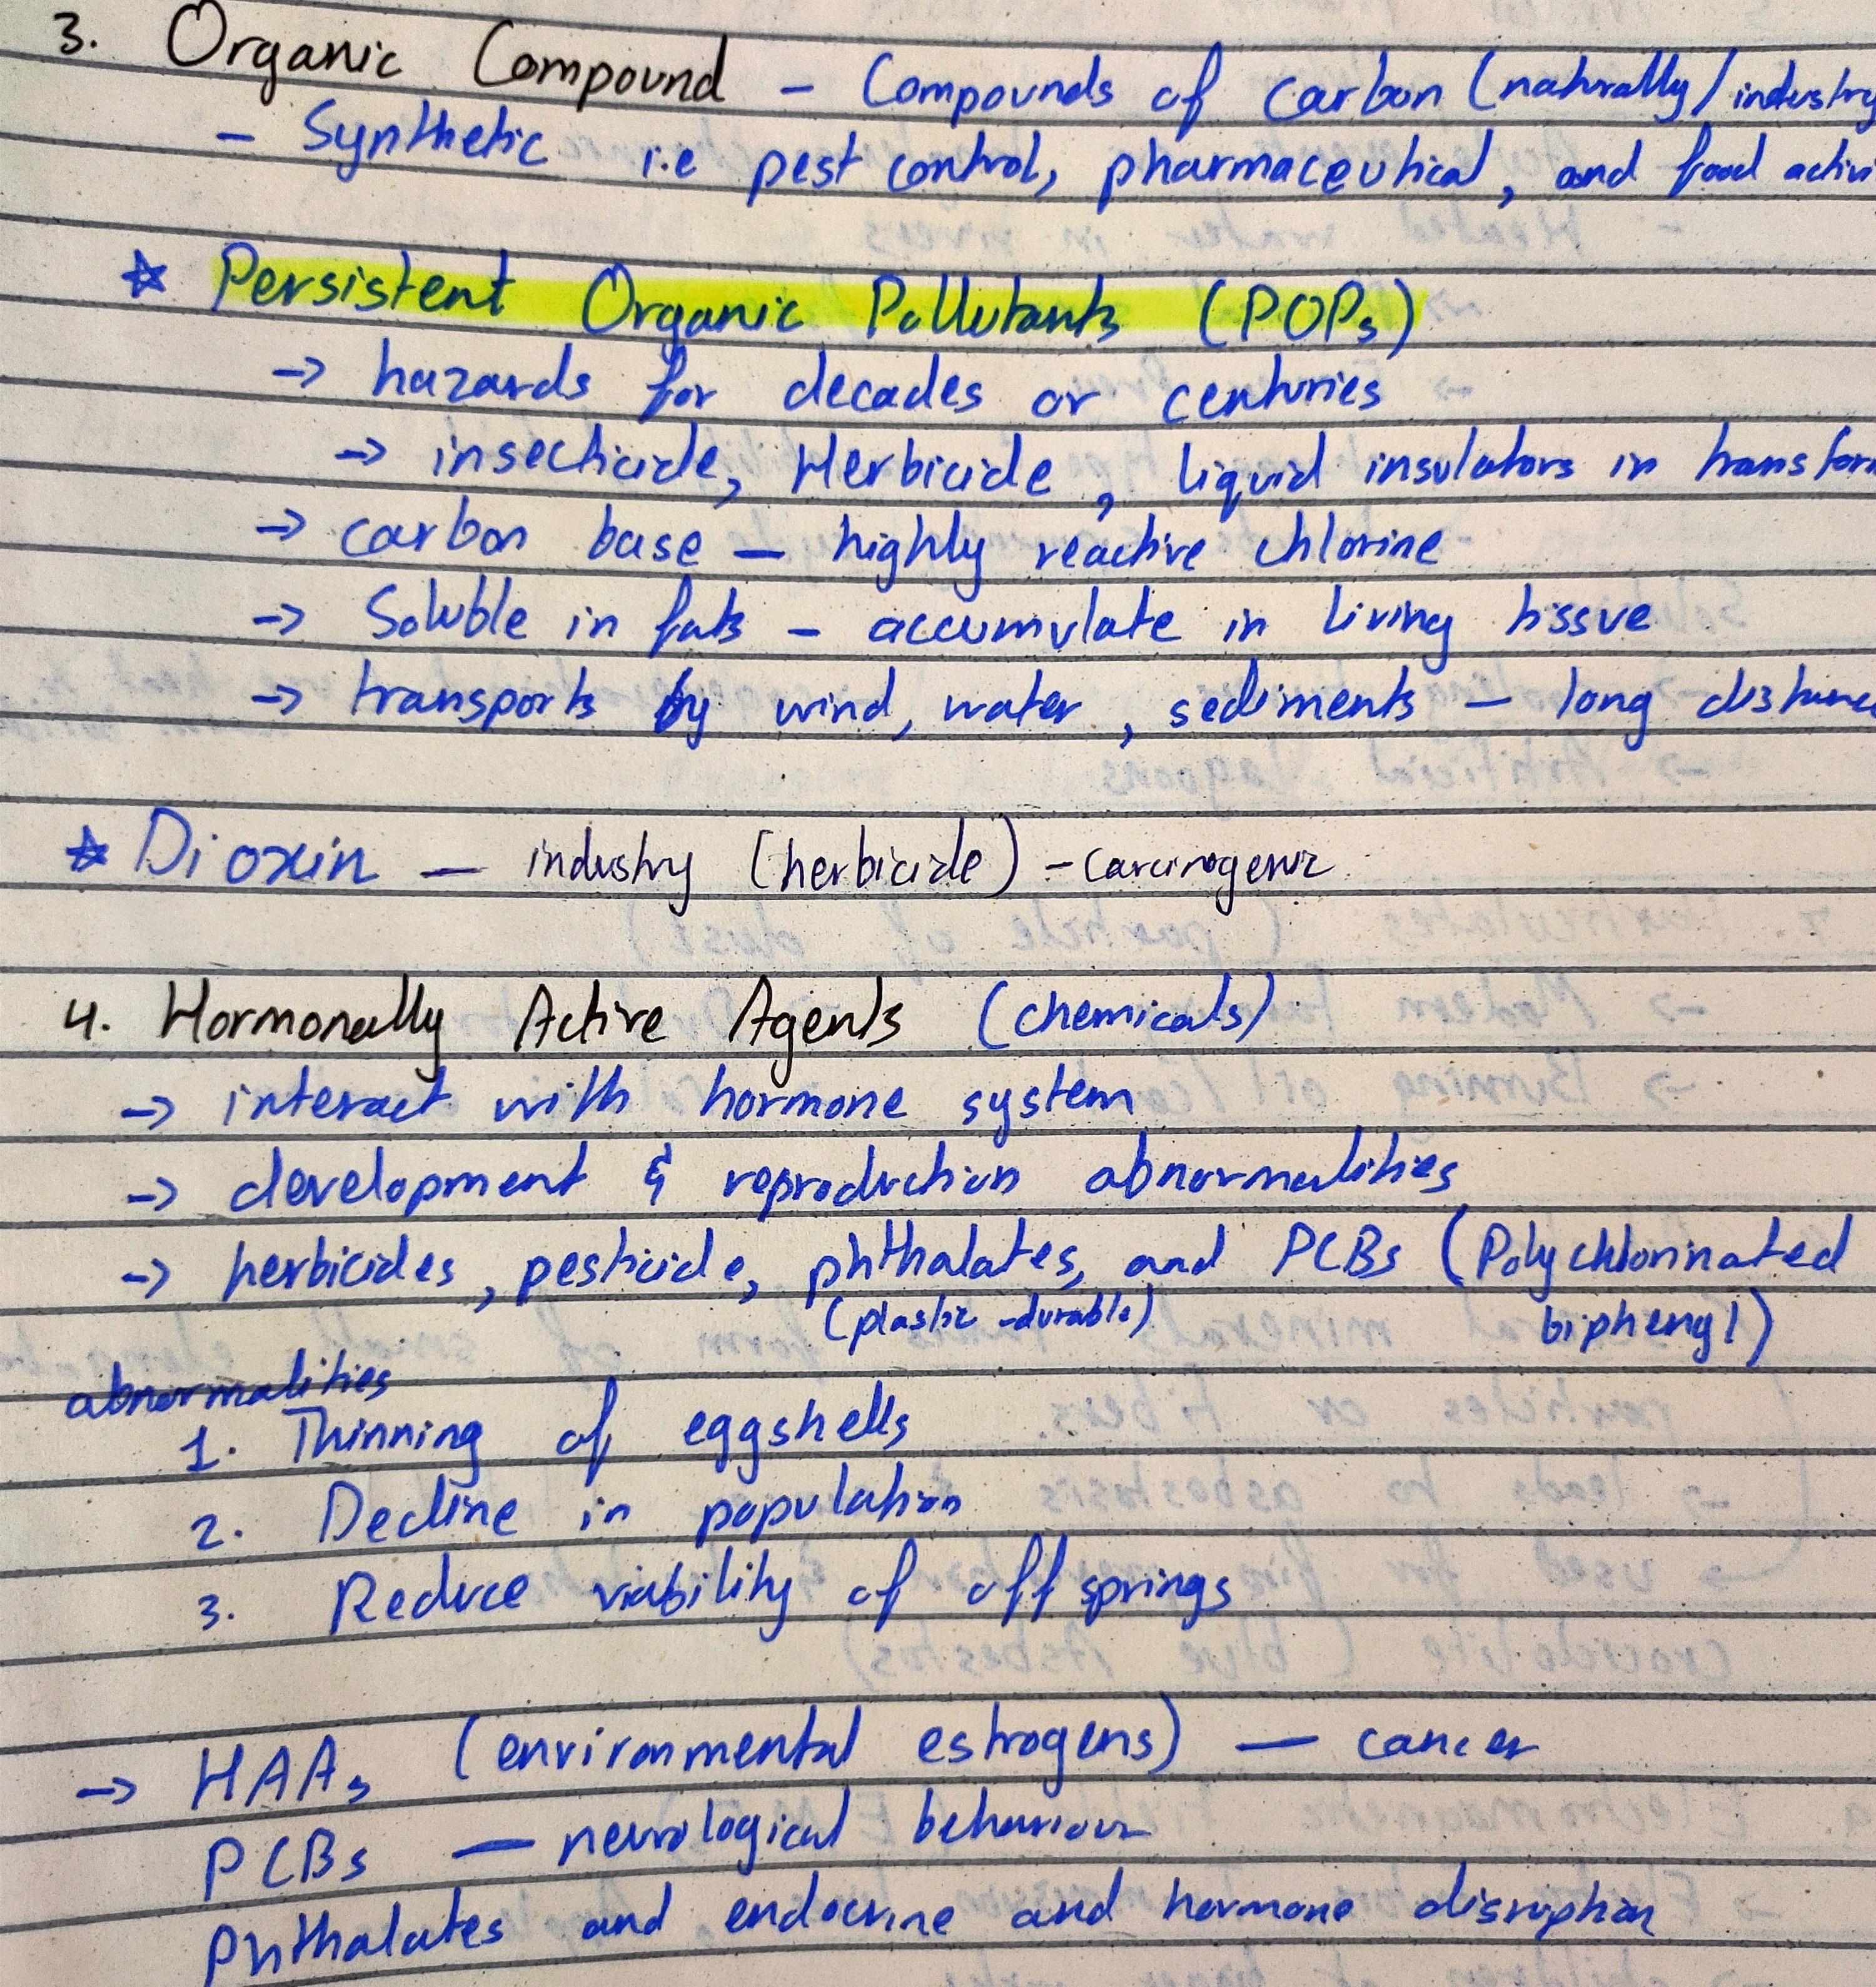 3. Organic Compound – Compounds of carbon (naturally/industry
– Synthetic i.e pest control, pharmaceutical, and food activi
☆ Persistent Organic Pollutants (POPs)
→ hazards for decades or centuries
→ insecticide, Herbicide, liquid insulators in transfor
→ carbon base – highly reactive chlorine
→ Soluble in fats – accumulate in living tissue
→ transports by wind, water, sediments – long distance
☆ Dioxin – industry (herbicide) – carcinogenic
4. Hormonally Active Agents (chemicals)
→ interact with hormone system
→ development & reproduction abnormalities
→ herbicides, pesticide, phthalates, and PCBs (Polychlorinated
(plastic -durable) biphenyl)
abnormalities
1. Thinning of eggshells
2. Decline in population
3. Reduce viability of off springs
→ HAAs (environmental estrogens) – cancer
PCBs – neurological behaviour
Phthalates and endocrine and hormone disruption